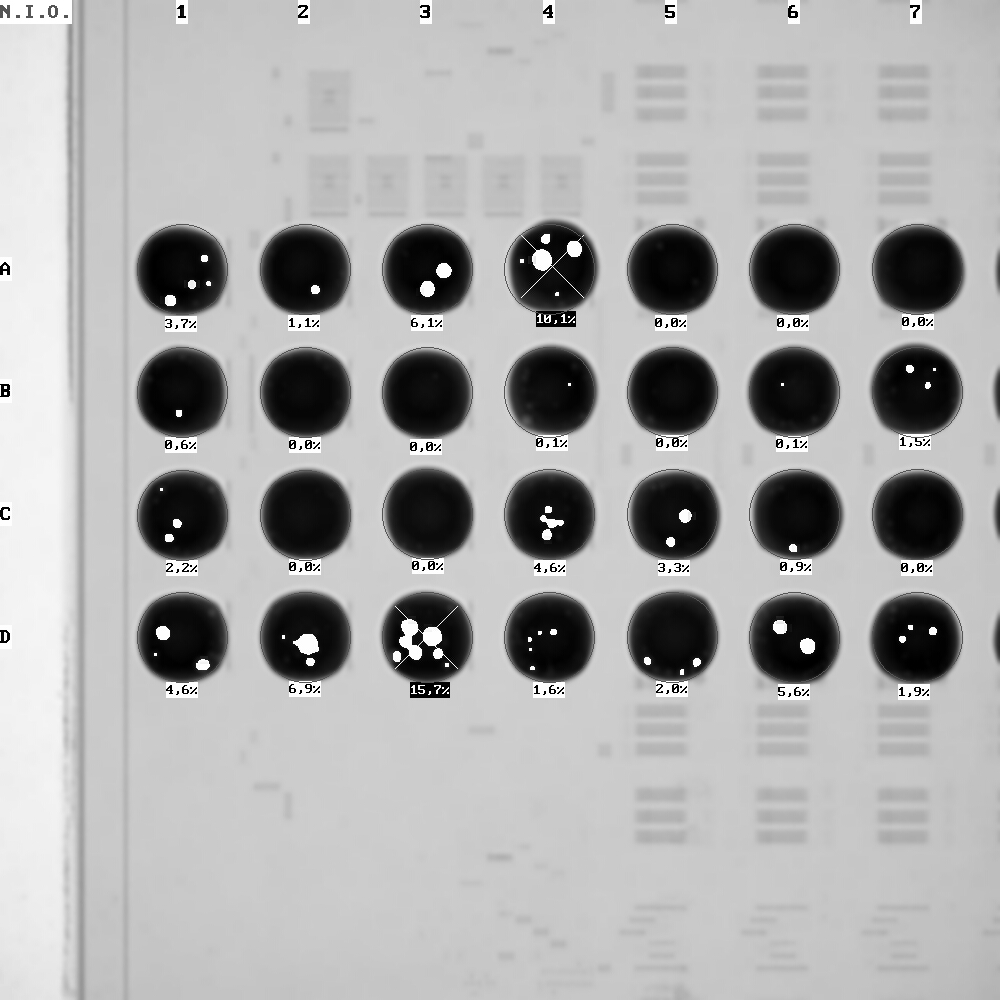 N.I.O. 1 2 3 4 5 6 7
A
3,7% 1,1% 6,1% 10,1% 0,0% 0,0% 0,0%
B
0,6% 0,0% 0,0% 0,1% 0,0% 0,1% 1,5%
C
2,2% 0,0% 0,0% 4,6% 3,3% 0,9% 0,0%
D
4,6% 6,9% 15,7% 1,6% 2,0% 5,6% 1,9%